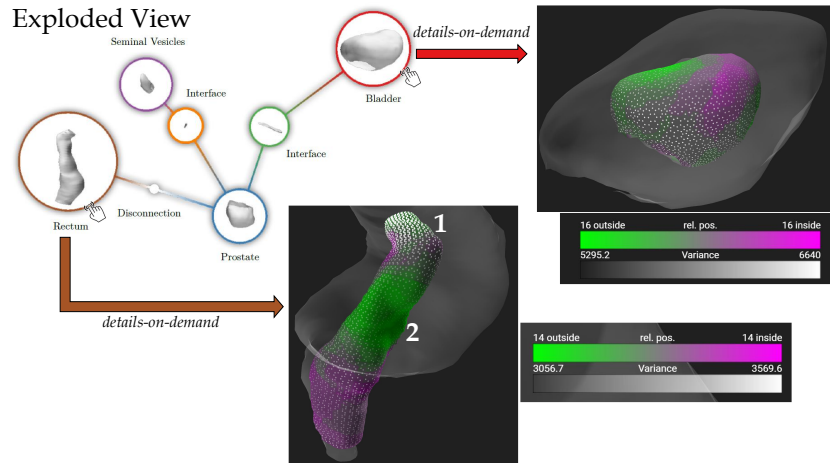 Exploded View
Seminal Vesicles
Interface
Bladder
details-on-demand
Interface
Rectum
Disconnection
Prostate
details-on-demand
1
2
16 outside rel. pos. 16 inside
5295.2 Variance 6640
14 outside rel. pos. 14 inside
3056.7 Variance 3569.6